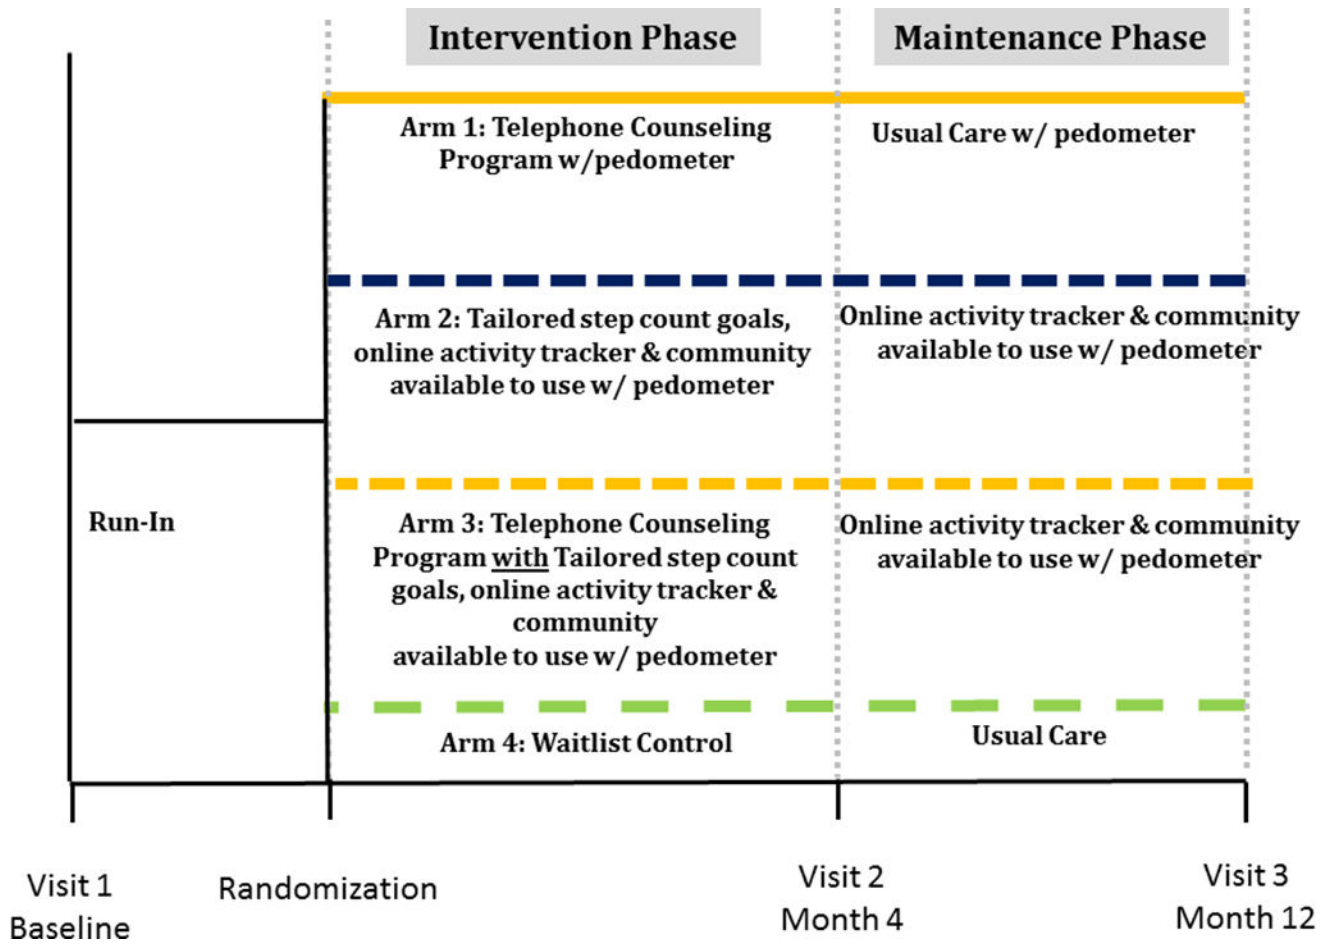 Intervention Phase
Maintenance Phase
Arm 1: Telephone Counseling
Program w/pedometer
Usual Care w/ pedometer
Arm 2: Tailored step count goals,
online activity tracker & community
available to use w/ pedometer
Online activity tracker & community
available to use w/ pedometer
Run-In
Arm 3: Telephone Counseling
Program with Tailored step count
goals, online activity tracker &
community
available to use w/ pedometer
Online activity tracker & community
available to use w/ pedometer
Arm 4: Waitlist Control
Usual Care
Visit 1
Baseline
Randomization
Visit 2
Month 4
Visit 3
Month 12